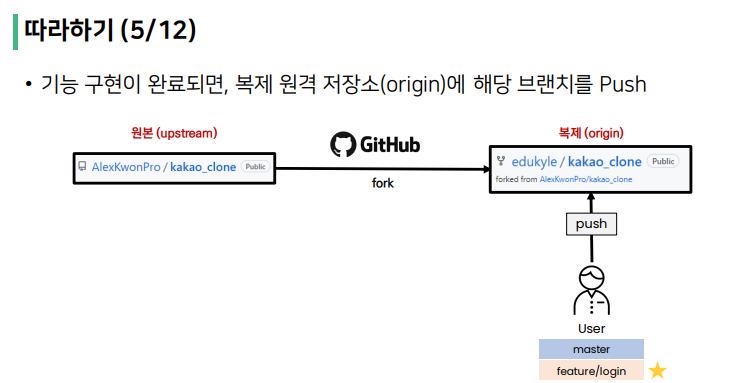 따라하기 (5/12)
• 기능 구현이 완료되면, 복제 원격 저장소(origin)에 해당 브랜치를 Push
원본 (upstream)
GitHub
복제 (origin)
AlexKwonPro / kakao_clone Public
fork
edukyle / kakao_clone Public
forked from AlexKwonPro/kakao_clone
push
User
master
feature/login